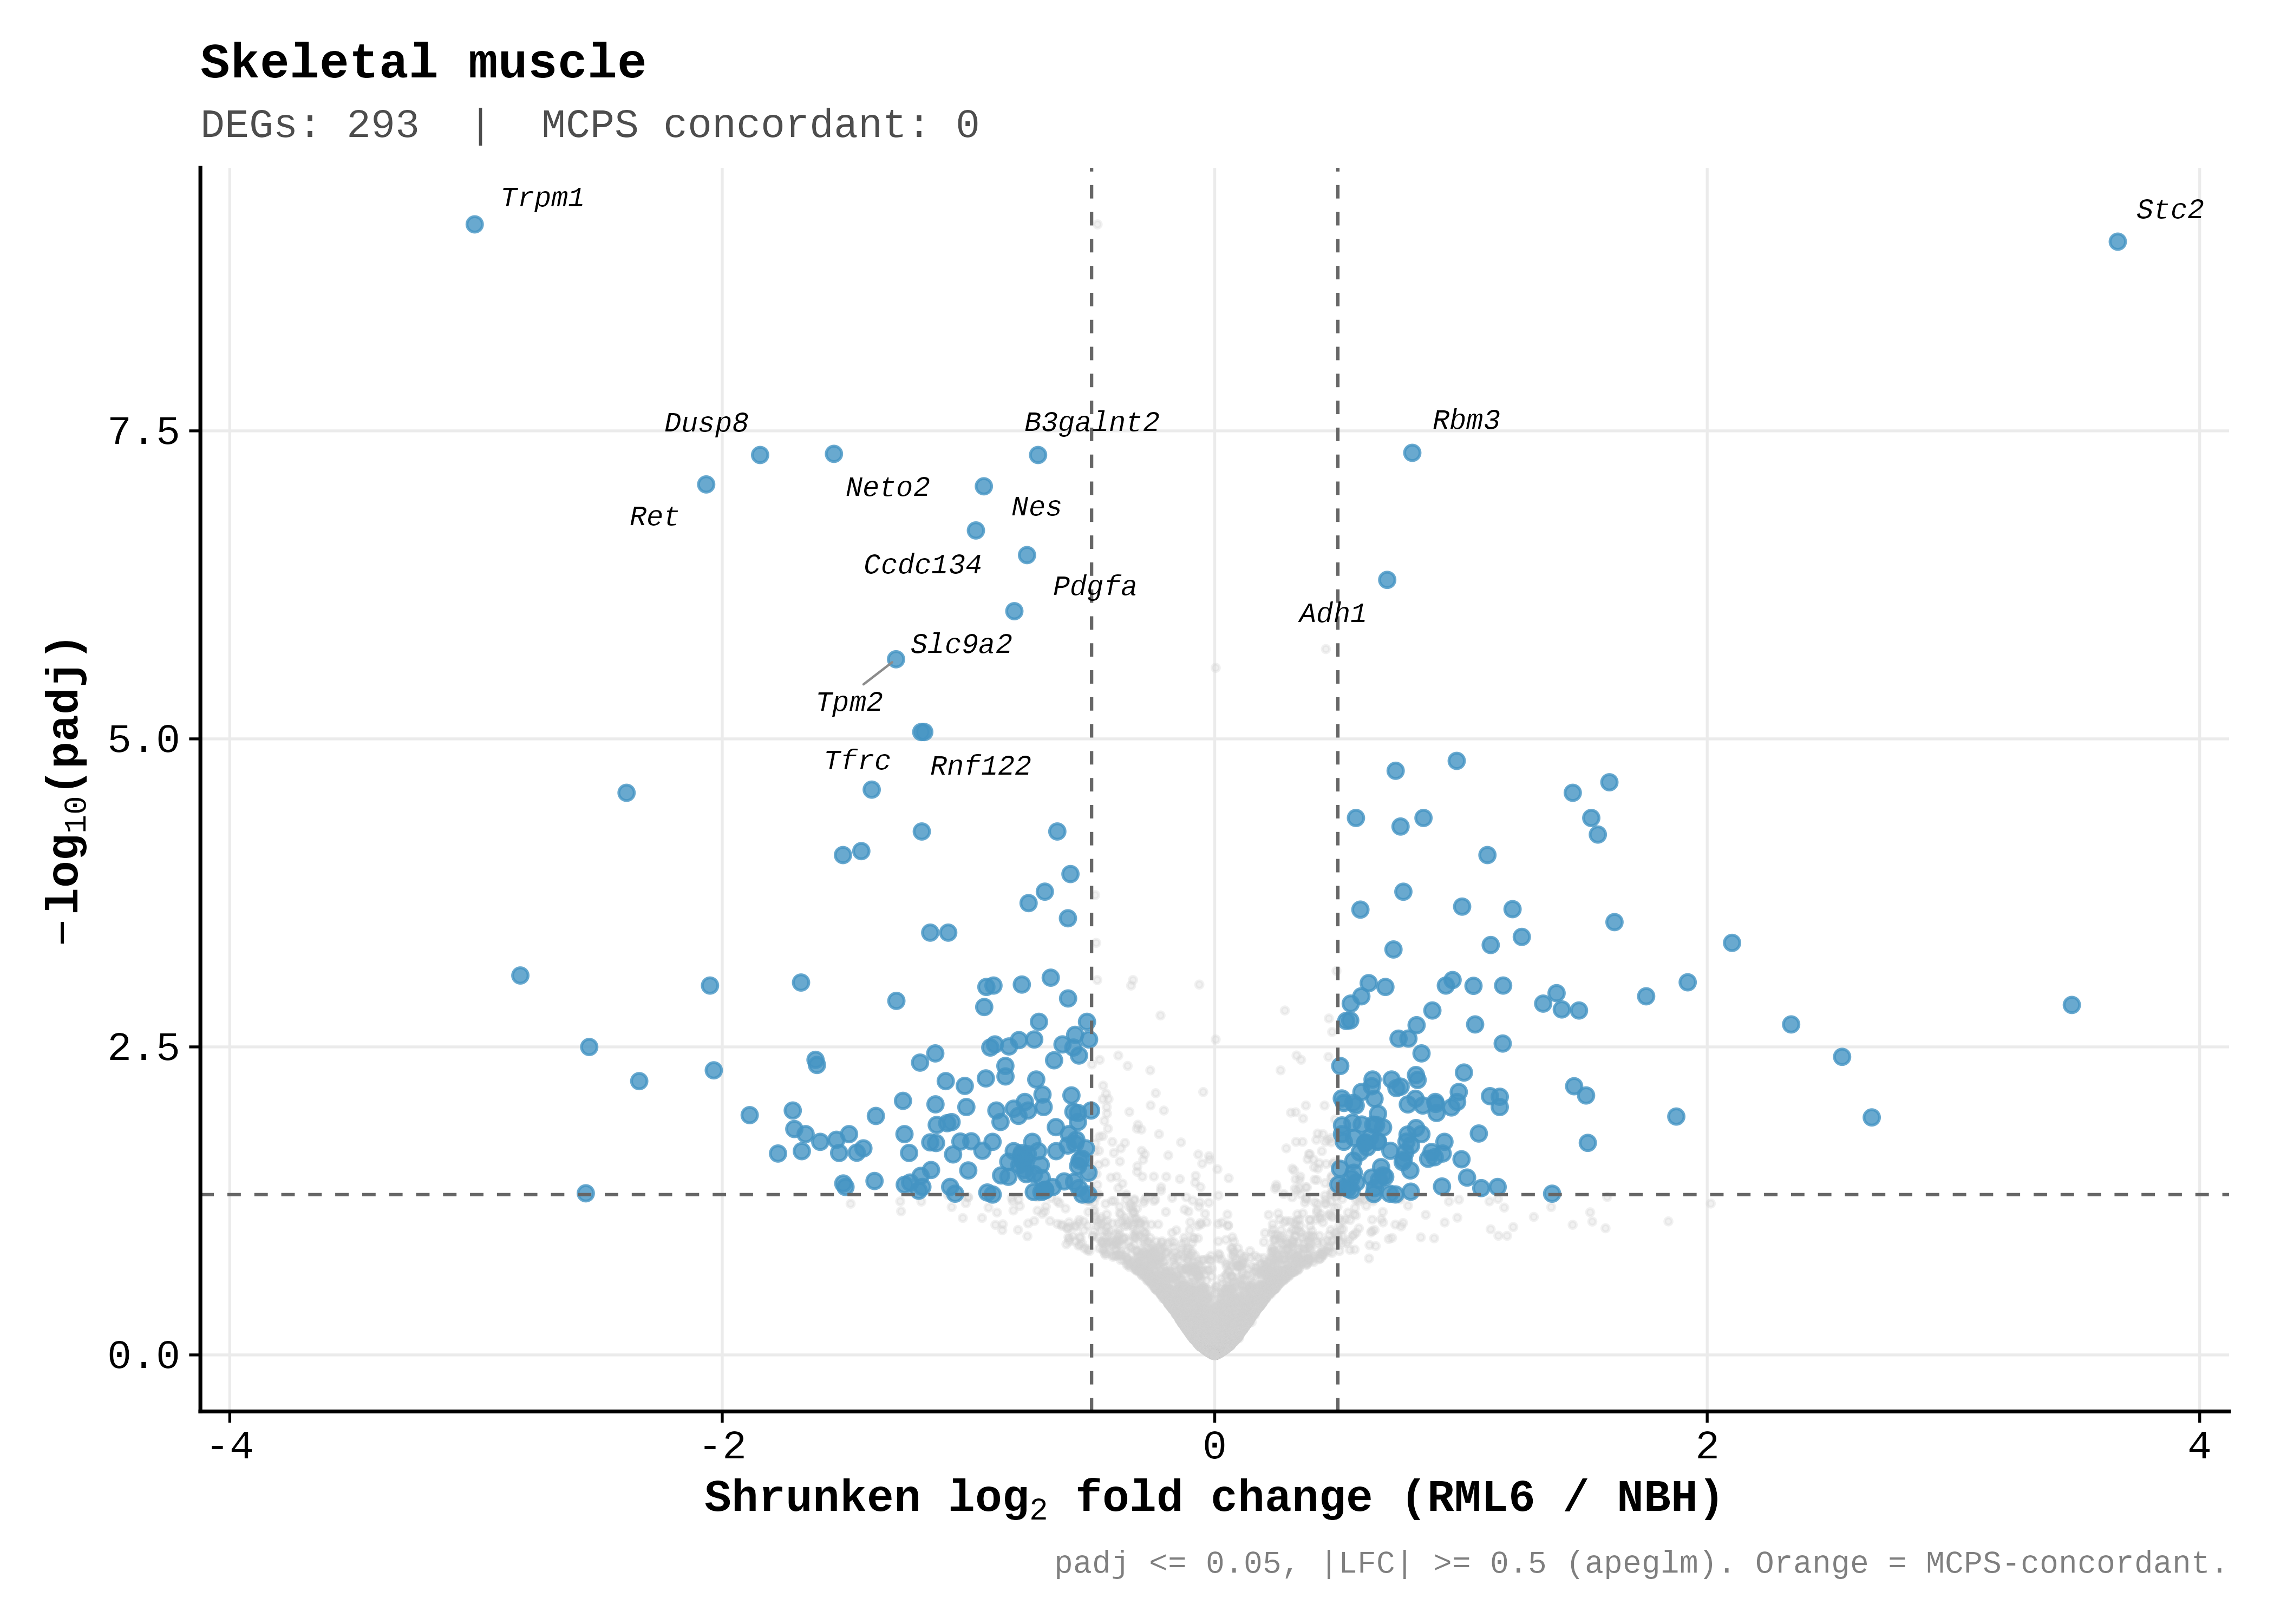 Skeletal muscle
DEGs: 293  |  MCPS concordant: 0
Trpm1
Stc2
Dusp8
B3galnt2
Rbm3
Neto2
Nes
Ret
Ccdc134
Pdgfa
Adh1
Slc9a2
Tpm2
Tfrc
Rnf122
−log10(padj)
7.5
5.0
2.5
0.0
-4
-2
0
2
4
Shrunken log2 fold change (RML6 / NBH)
padj <= 0.05, |LFC| >= 0.5 (apeglm). Orange = MCPS-concordant.